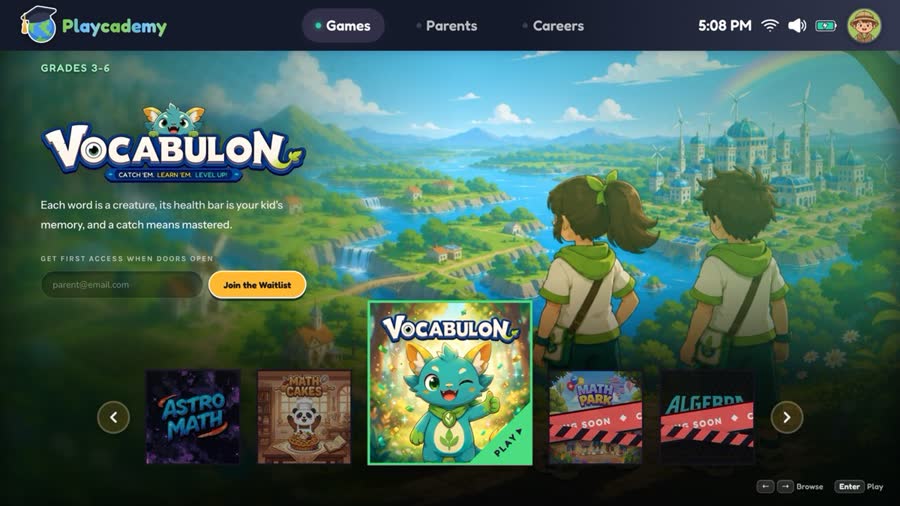 Playcademy
Games
Parents
Careers
5:08 PM
GRADES 3-6
VOCABULON
CATCH 'EM. LEARN 'EM. LEVEL UP!
Each word is a creature, its health bar is your kid's
memory, and a catch means mastered.
GET FIRST ACCESS WHEN DOORS OPEN
parent@email.com
Join the Waitlist
ASTRO
MATH
MATH
CAKES
VOCABULON
PLAY
MATH
PARK
NG SOON
ALGEBRA
NG SOON
Browse
Enter
Play